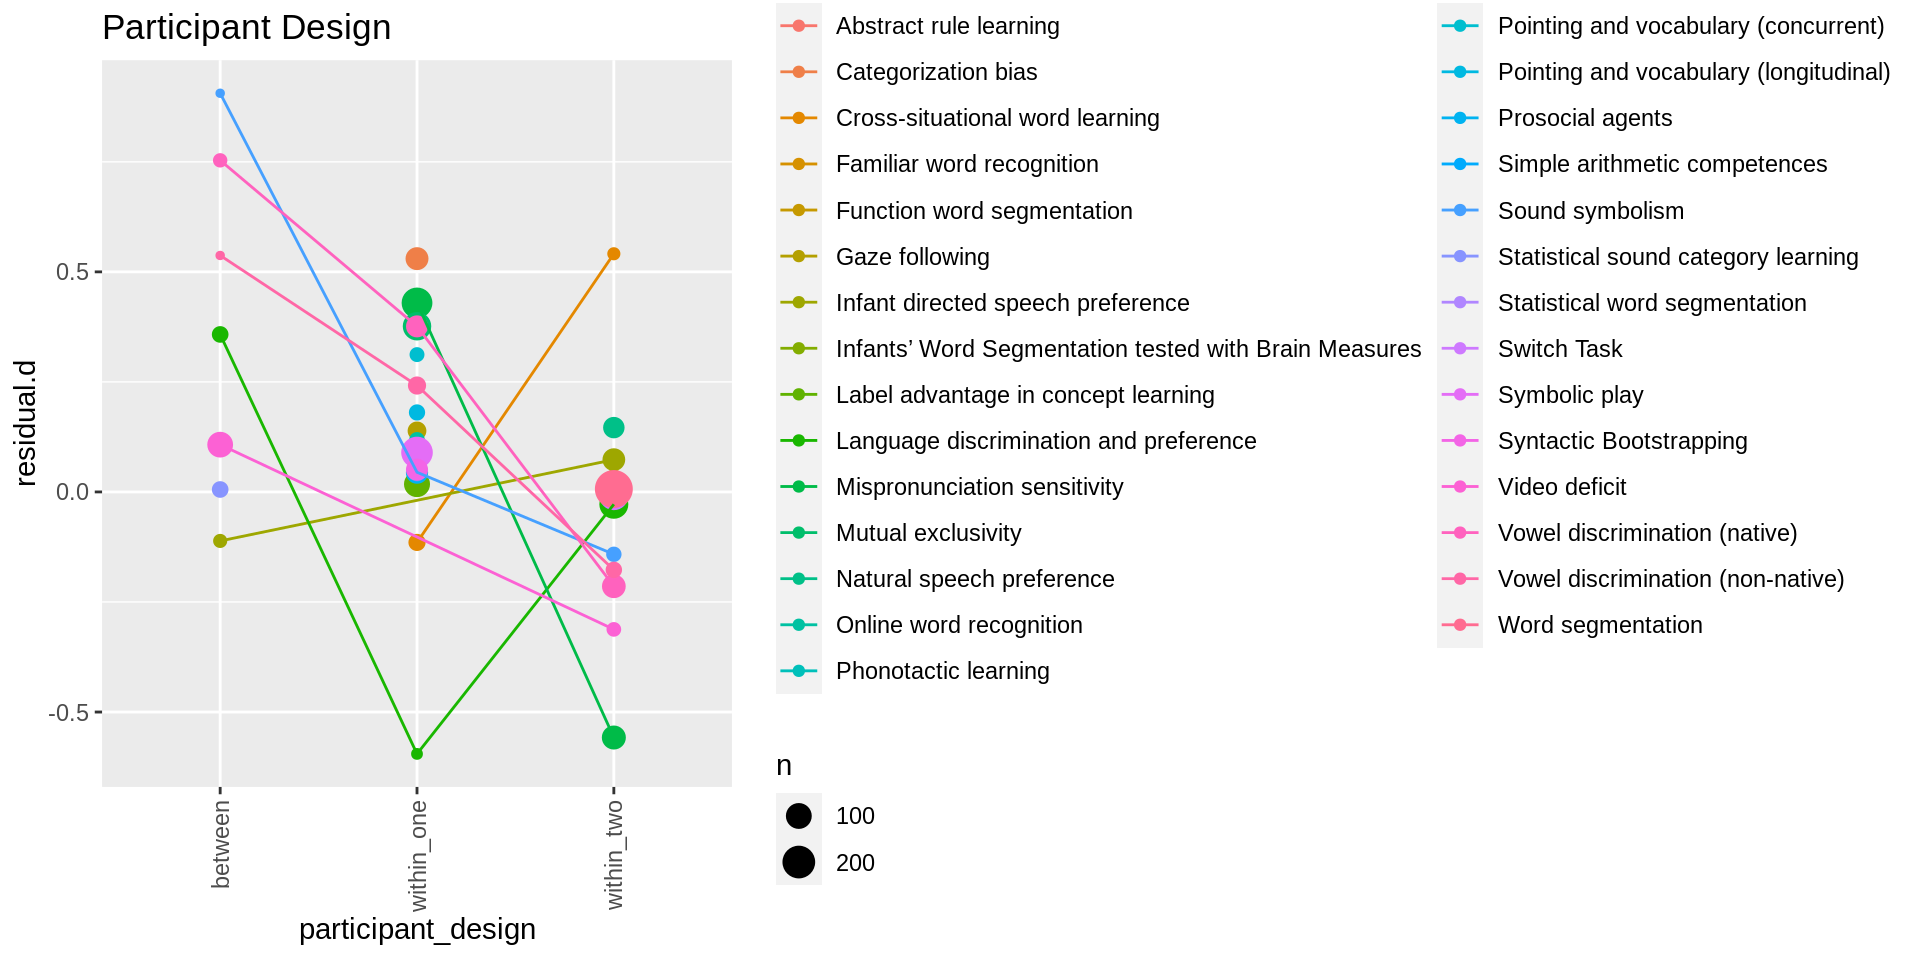 Participant Design
residual.d
0.5
0.0
-0.5
between
within_one
within_two
participant_design
Abstract rule learning
Categorization bias
Cross-situational word learning
Familiar word recognition
Function word segmentation
Gaze following
Infant directed speech preference
Infants’ Word Segmentation tested with Brain Measures
Label advantage in concept learning
Language discrimination and preference
Mispronunciation sensitivity
Mutual exclusivity
Natural speech preference
Online word recognition
Phonotactic learning
Pointing and vocabulary (concurrent)
Pointing and vocabulary (longitudinal)
Prosocial agents
Simple arithmetic competences
Sound symbolism
Statistical sound category learning
Statistical word segmentation
Switch Task
Symbolic play
Syntactic Bootstrapping
Video deficit
Vowel discrimination (native)
Vowel discrimination (non-native)
Word segmentation
n
100
200